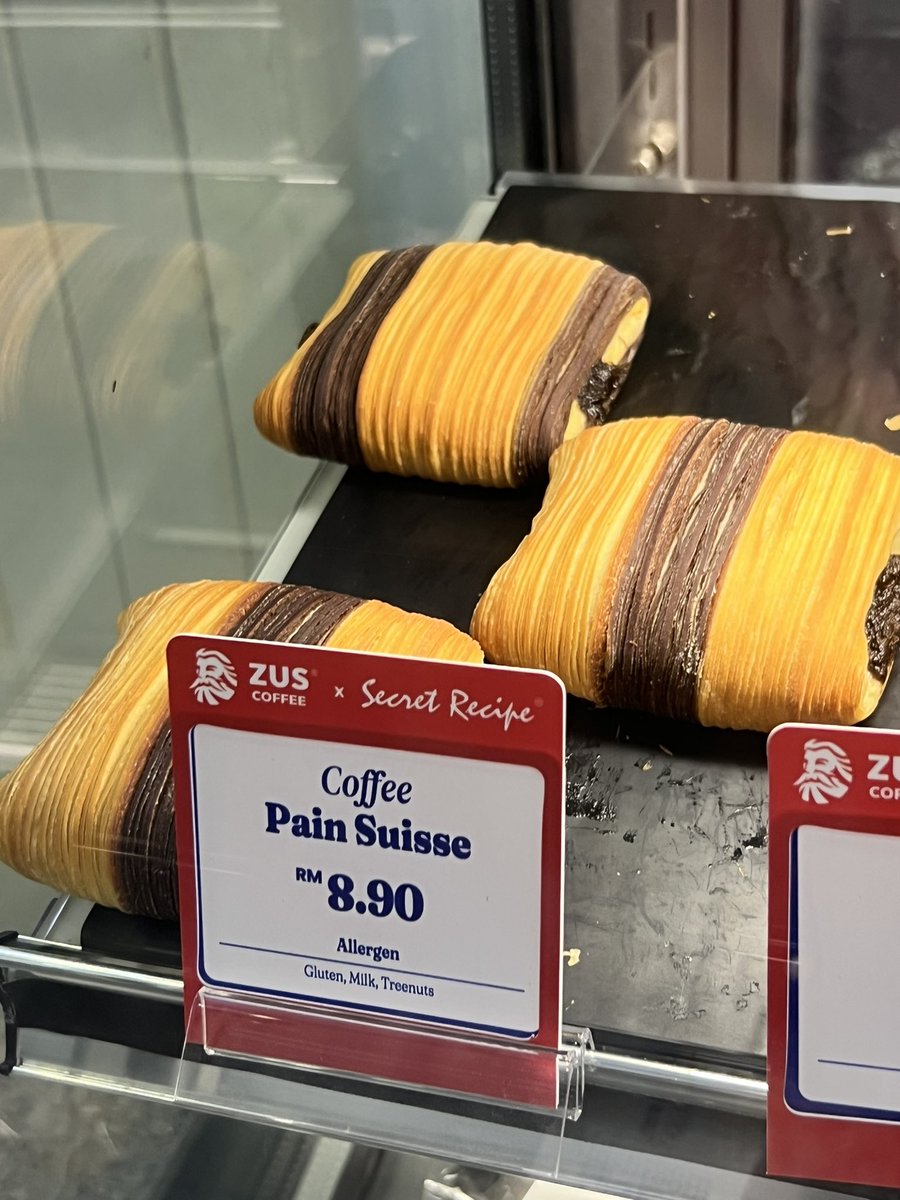 ZUS
COFFEE
x Secret Recipe
Coffee
Pain Suisse
RM 8.90
Allergen
Gluten, Milk, Treenuts